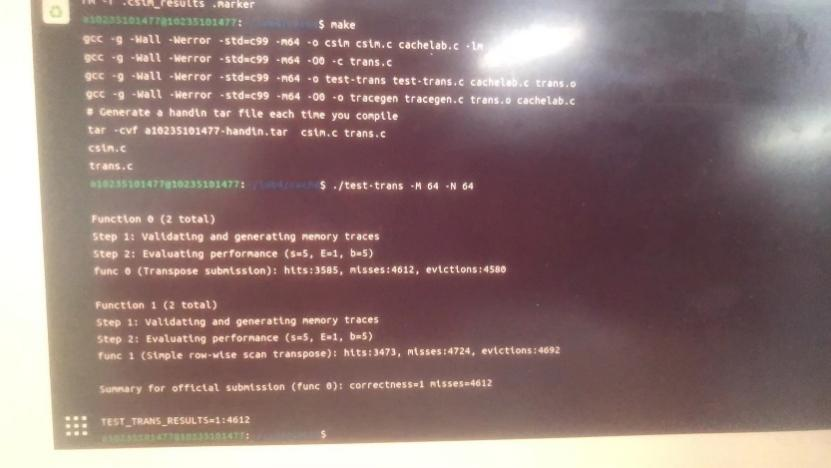 rm -f .csim_results .marker
a10235101477@10235101477: $ make
gcc -g -Wall -Werror -std=c99 -m64 -o csim csim.c cachelab.c -lm
gcc -g -Wall -Werror -std=c99 -m64 -O0 -c trans.c
gcc -g -Wall -Werror -std=c99 -m64 -o test-trans test-trans.c cachelab.c trans.o
gcc -g -Wall -Werror -std=c99 -m64 -O0 -o tracegen tracegen.c trans.o cachelab.c
# Generate a handin tar file each time you compile
tar -cvf a10235101477-handin.tar  csim.c trans.c
csim.c
trans.c
a10235101477@10235101477: $ ./test-trans -M 64 -N 64
Function 0 (2 total)
Step 1: Validating and generating memory traces
Step 2: Evaluating performance (s=5, E=1, b=5)
func 0 (Transpose submission): hits:3585, misses:4612, evictions:4580
Function 1 (2 total)
Step 1: Validating and generating memory traces
Step 2: Evaluating performance (s=5, E=1, b=5)
func 1 (Simple row-wise scan transpose): hits:3473, misses:4724, evictions:4692
Summary for official submission (func 0): correctness=1 misses=4612
TEST_TRANS_RESULTS=1:4612
a10235101477@10235101477: $